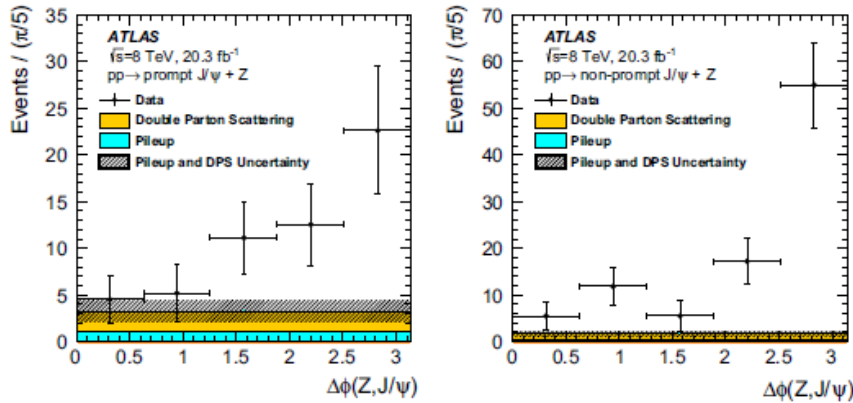 Events / (π/5)
35
30
25
20
15
10
5
0
ATLAS
√s=8 TeV, 20.3 fb⁻¹
pp→ prompt J/ψ + Z
Data
Double Parton Scattering
Pileup
Pileup and DPS Uncertainty
0 0.5 1 1.5 2 2.5 3
Δϕ(Z,J/ψ)
Events / (π/5)
70
60
50
40
30
20
10
0
ATLAS
√s=8 TeV, 20.3 fb⁻¹
pp→ non-prompt J/ψ + Z
Data
Double Parton Scattering
Pileup
Pileup and DPS Uncertainty
0 0.5 1 1.5 2 2.5 3
Δϕ(Z,J/ψ)